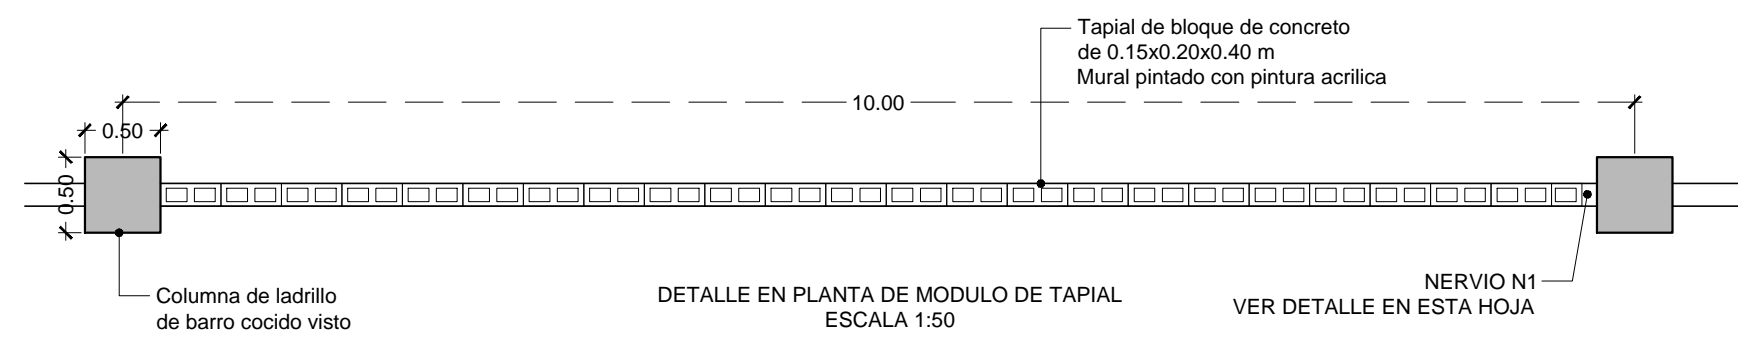 Tapial de bloque de concreto
de 0.15x0.20x0.40 m
Mural pintado con pintura acrilica
10.00
0.50
0.50
Columna de ladrillo
de barro cocido visto
DETALLE EN PLANTA DE MODULO DE TAPIAL
ESCALA 1:50
NERVIO N1
VER DETALLE EN ESTA HOJA